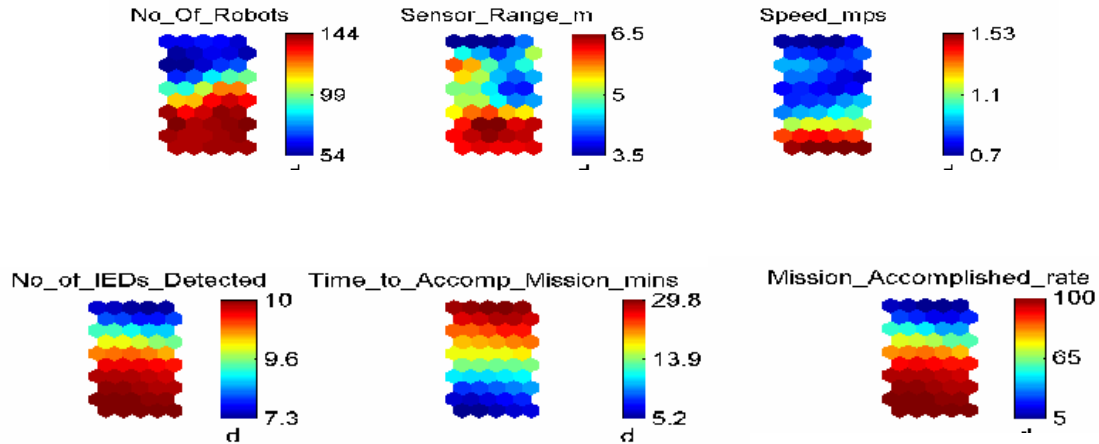 No_Of_Robots
144
99
54
Sensor_Range_m
6.5
5
3.5
Speed_mps
1.53
1.1
0.7
No_of_IEDs_Detected
10
9.6
7.3
d
Time_to_Accomp_Mission_mins
29.8
13.9
5.2
d
Mission_Accomplished_rate
100
65
5